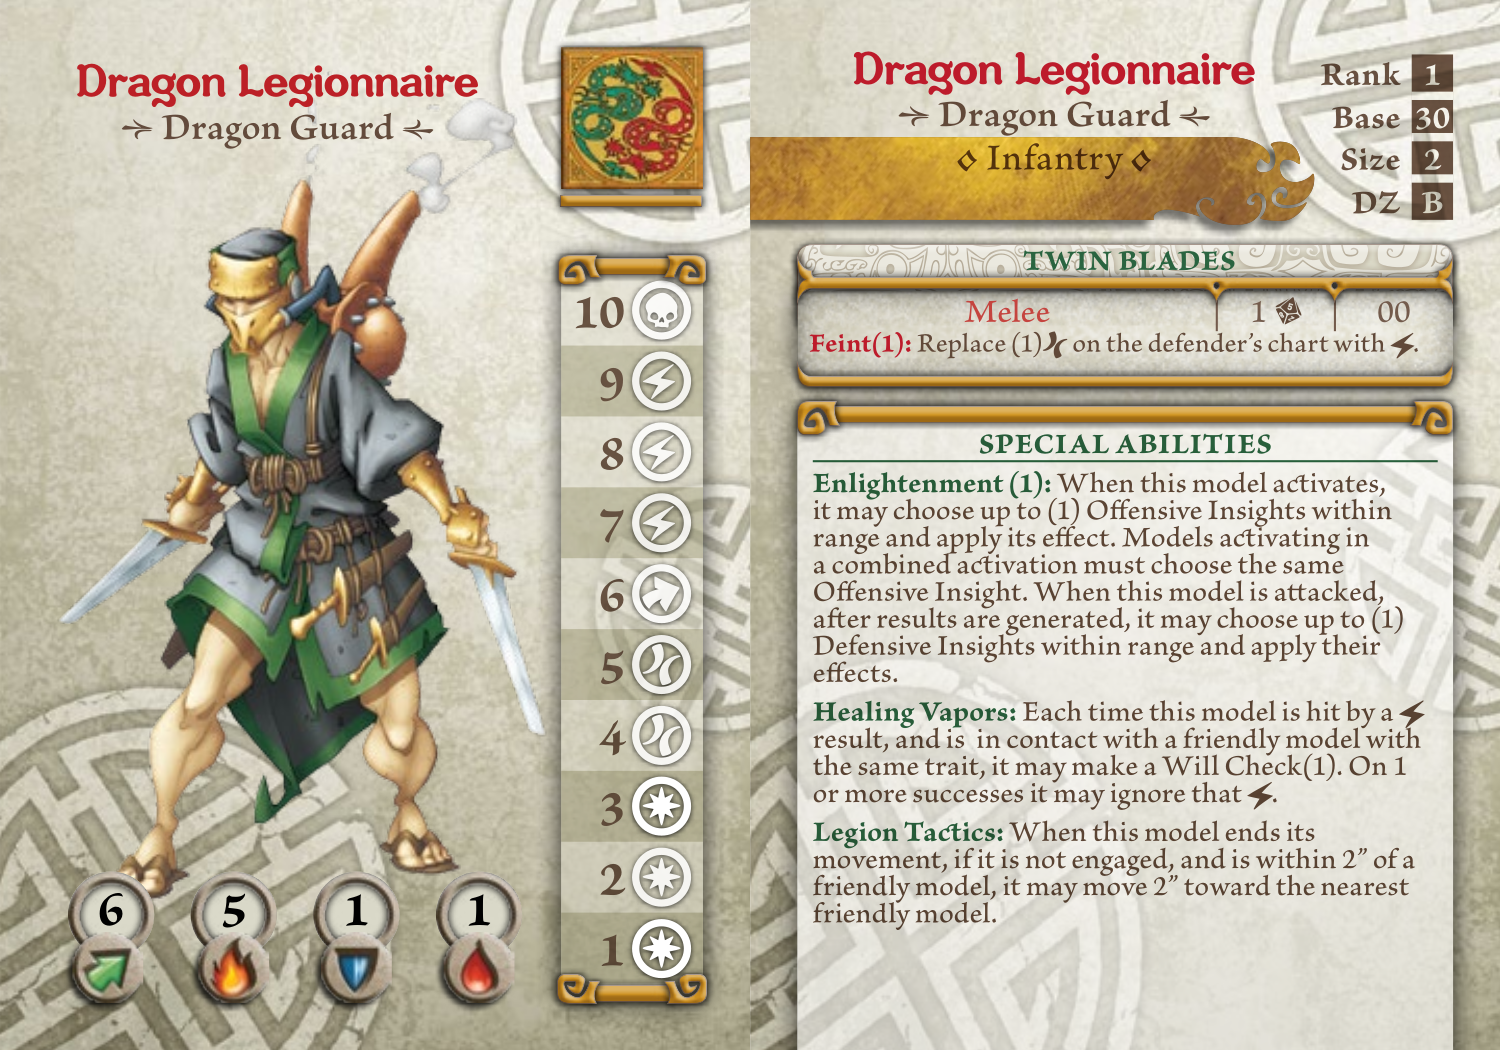 Dragon Legionnaire
Dragon Guard
10
9
8
7
6
5
4
3
2
1
6
5
1
1
Dragon Legionnaire
Dragon Guard
Infantry
Rank 1
Base 30
Size 2
DZ B
TWIN BLADES
Melee 1 5 00
Feint(1): Replace (1) on the defender's chart with .
SPECIAL ABILITIES
Enlightenment (1): When this model activates,
it may choose up to (1) Offensive Insights within
range and apply its effect. Models activating in
a combined activation must choose the same
Offensive Insight. When this model is attacked,
after results are generated, it may choose up to (1)
Defensive Insights within range and apply their
effects.
Healing Vapors: Each time this model is hit by a
result, and is in contact with a friendly model with
the same trait, it may make a Will Check(1). On 1
or more successes it may ignore that .
Legion Tactics: When this model ends its
movement, if it is not engaged, and is within 2” of a
friendly model, it may move 2” toward the nearest
friendly model.